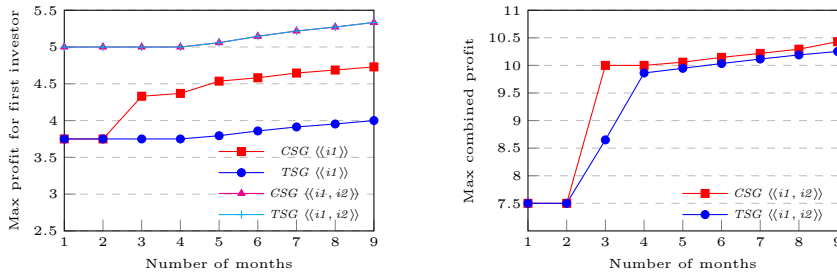 Max profit for first investor
5.5
5
4.5
4
3.5
3
2.5
1 2 3 4 5 6 7 8 9
Number of months
CSG ⟨⟨i1⟩⟩
TSG ⟨⟨i1⟩⟩
CSG ⟨⟨i1, i2⟩⟩
TSG ⟨⟨i1, i2⟩⟩
Max combined profit
11
10.5
10
9.5
9
8.5
8
7.5
1 2 3 4 5 6 7 8 9
Number of months
CSG ⟨⟨i1, i2⟩⟩
TSG ⟨⟨i1, i2⟩⟩